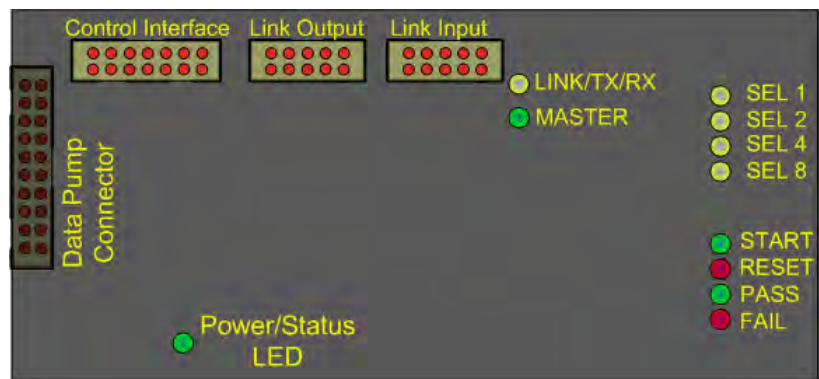 Control Interface
Link Output
Link Input
LINK/TX/RX
MASTER
SEL 1
SEL 2
SEL 4
SEL 8
Data Pump
Connector
START
RESET
PASS
FAIL
Power/Status
LED